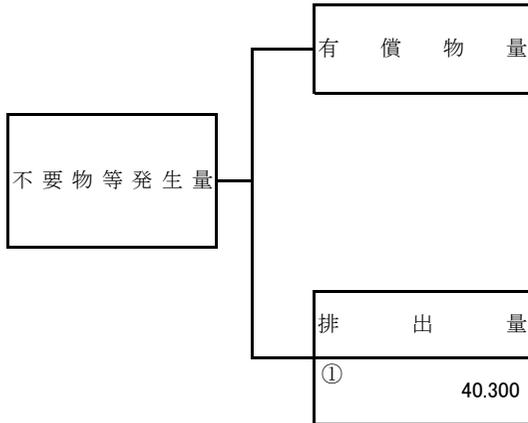 有償物量
不要物等発生量
排出量
①
40.300